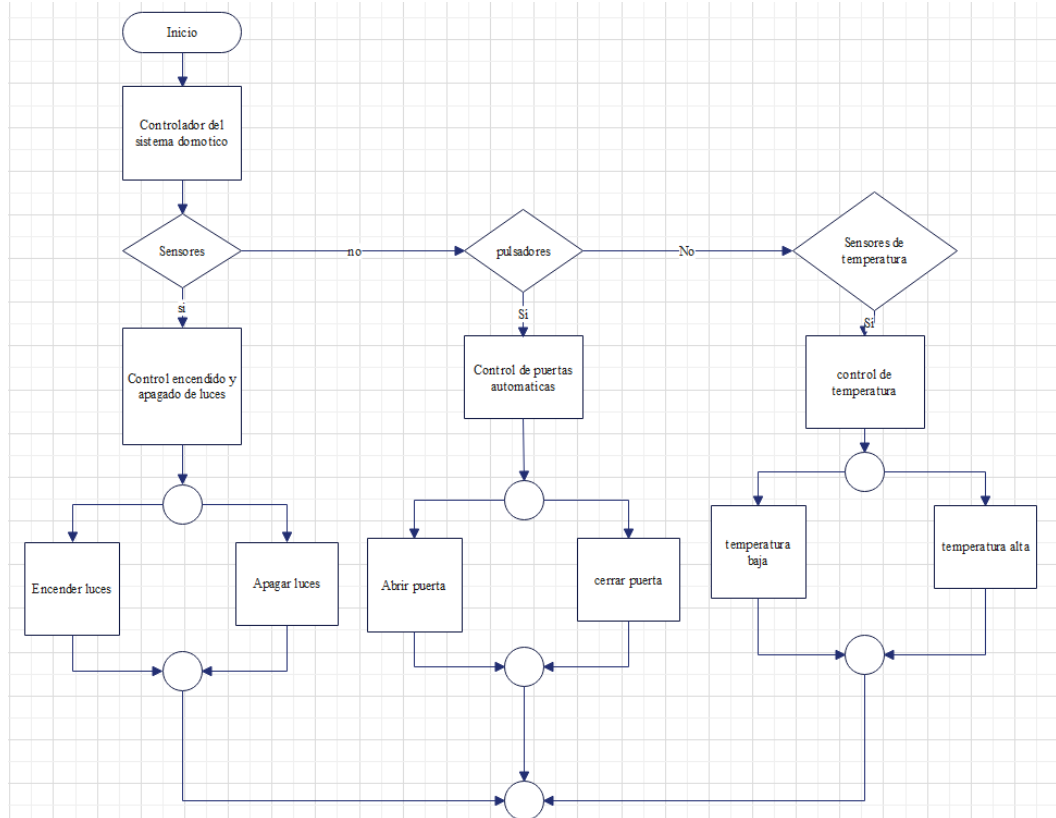 Inicio
Controlador del
sistema domotico
Sensores
no
pulsadores
No
Sensores de
temperatura
si
Si
Si
Control encendido y
apagado de luces
Control de puertas
automaticas
control de
temperatura
Encender luces
Apagar luces
Abrir puerta
cerrar puerta
temperatura
baja
temperatura alta